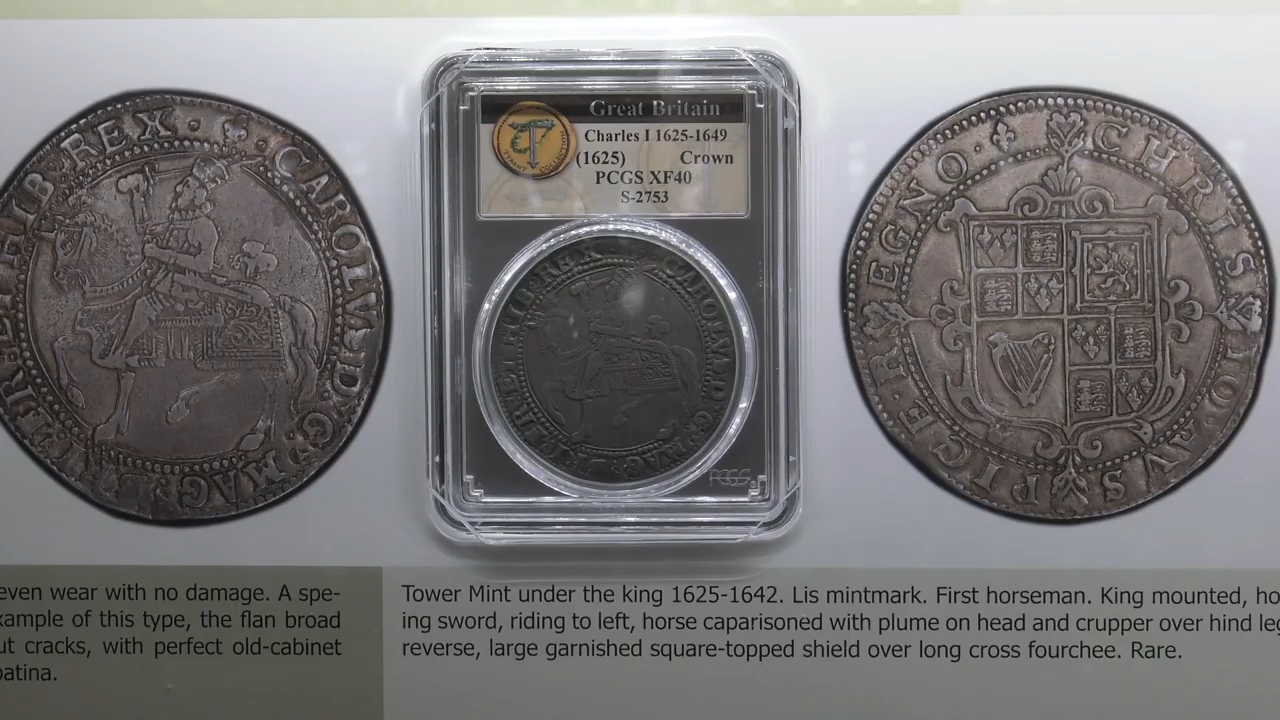 Great Britain
Charles I 1625-1649
(1625) Crown
PCGS XF40
S-2753
TYRANT COLLECTION
PCGS
HIB REX · CAROLVS D G MAG
CHRISTO · AVSPICE · REGNO ·
even wear with no damage. A spe-
xample of this type, the flan broad
ut cracks, with perfect old-cabinet
patina.
Tower Mint under the king 1625-1642. Lis mintmark. First horseman. King mounted, ho
ing sword, riding to left, horse caparisoned with plume on head and crupper over hind leg
reverse, large garnished square-topped shield over long cross fourchee. Rare.